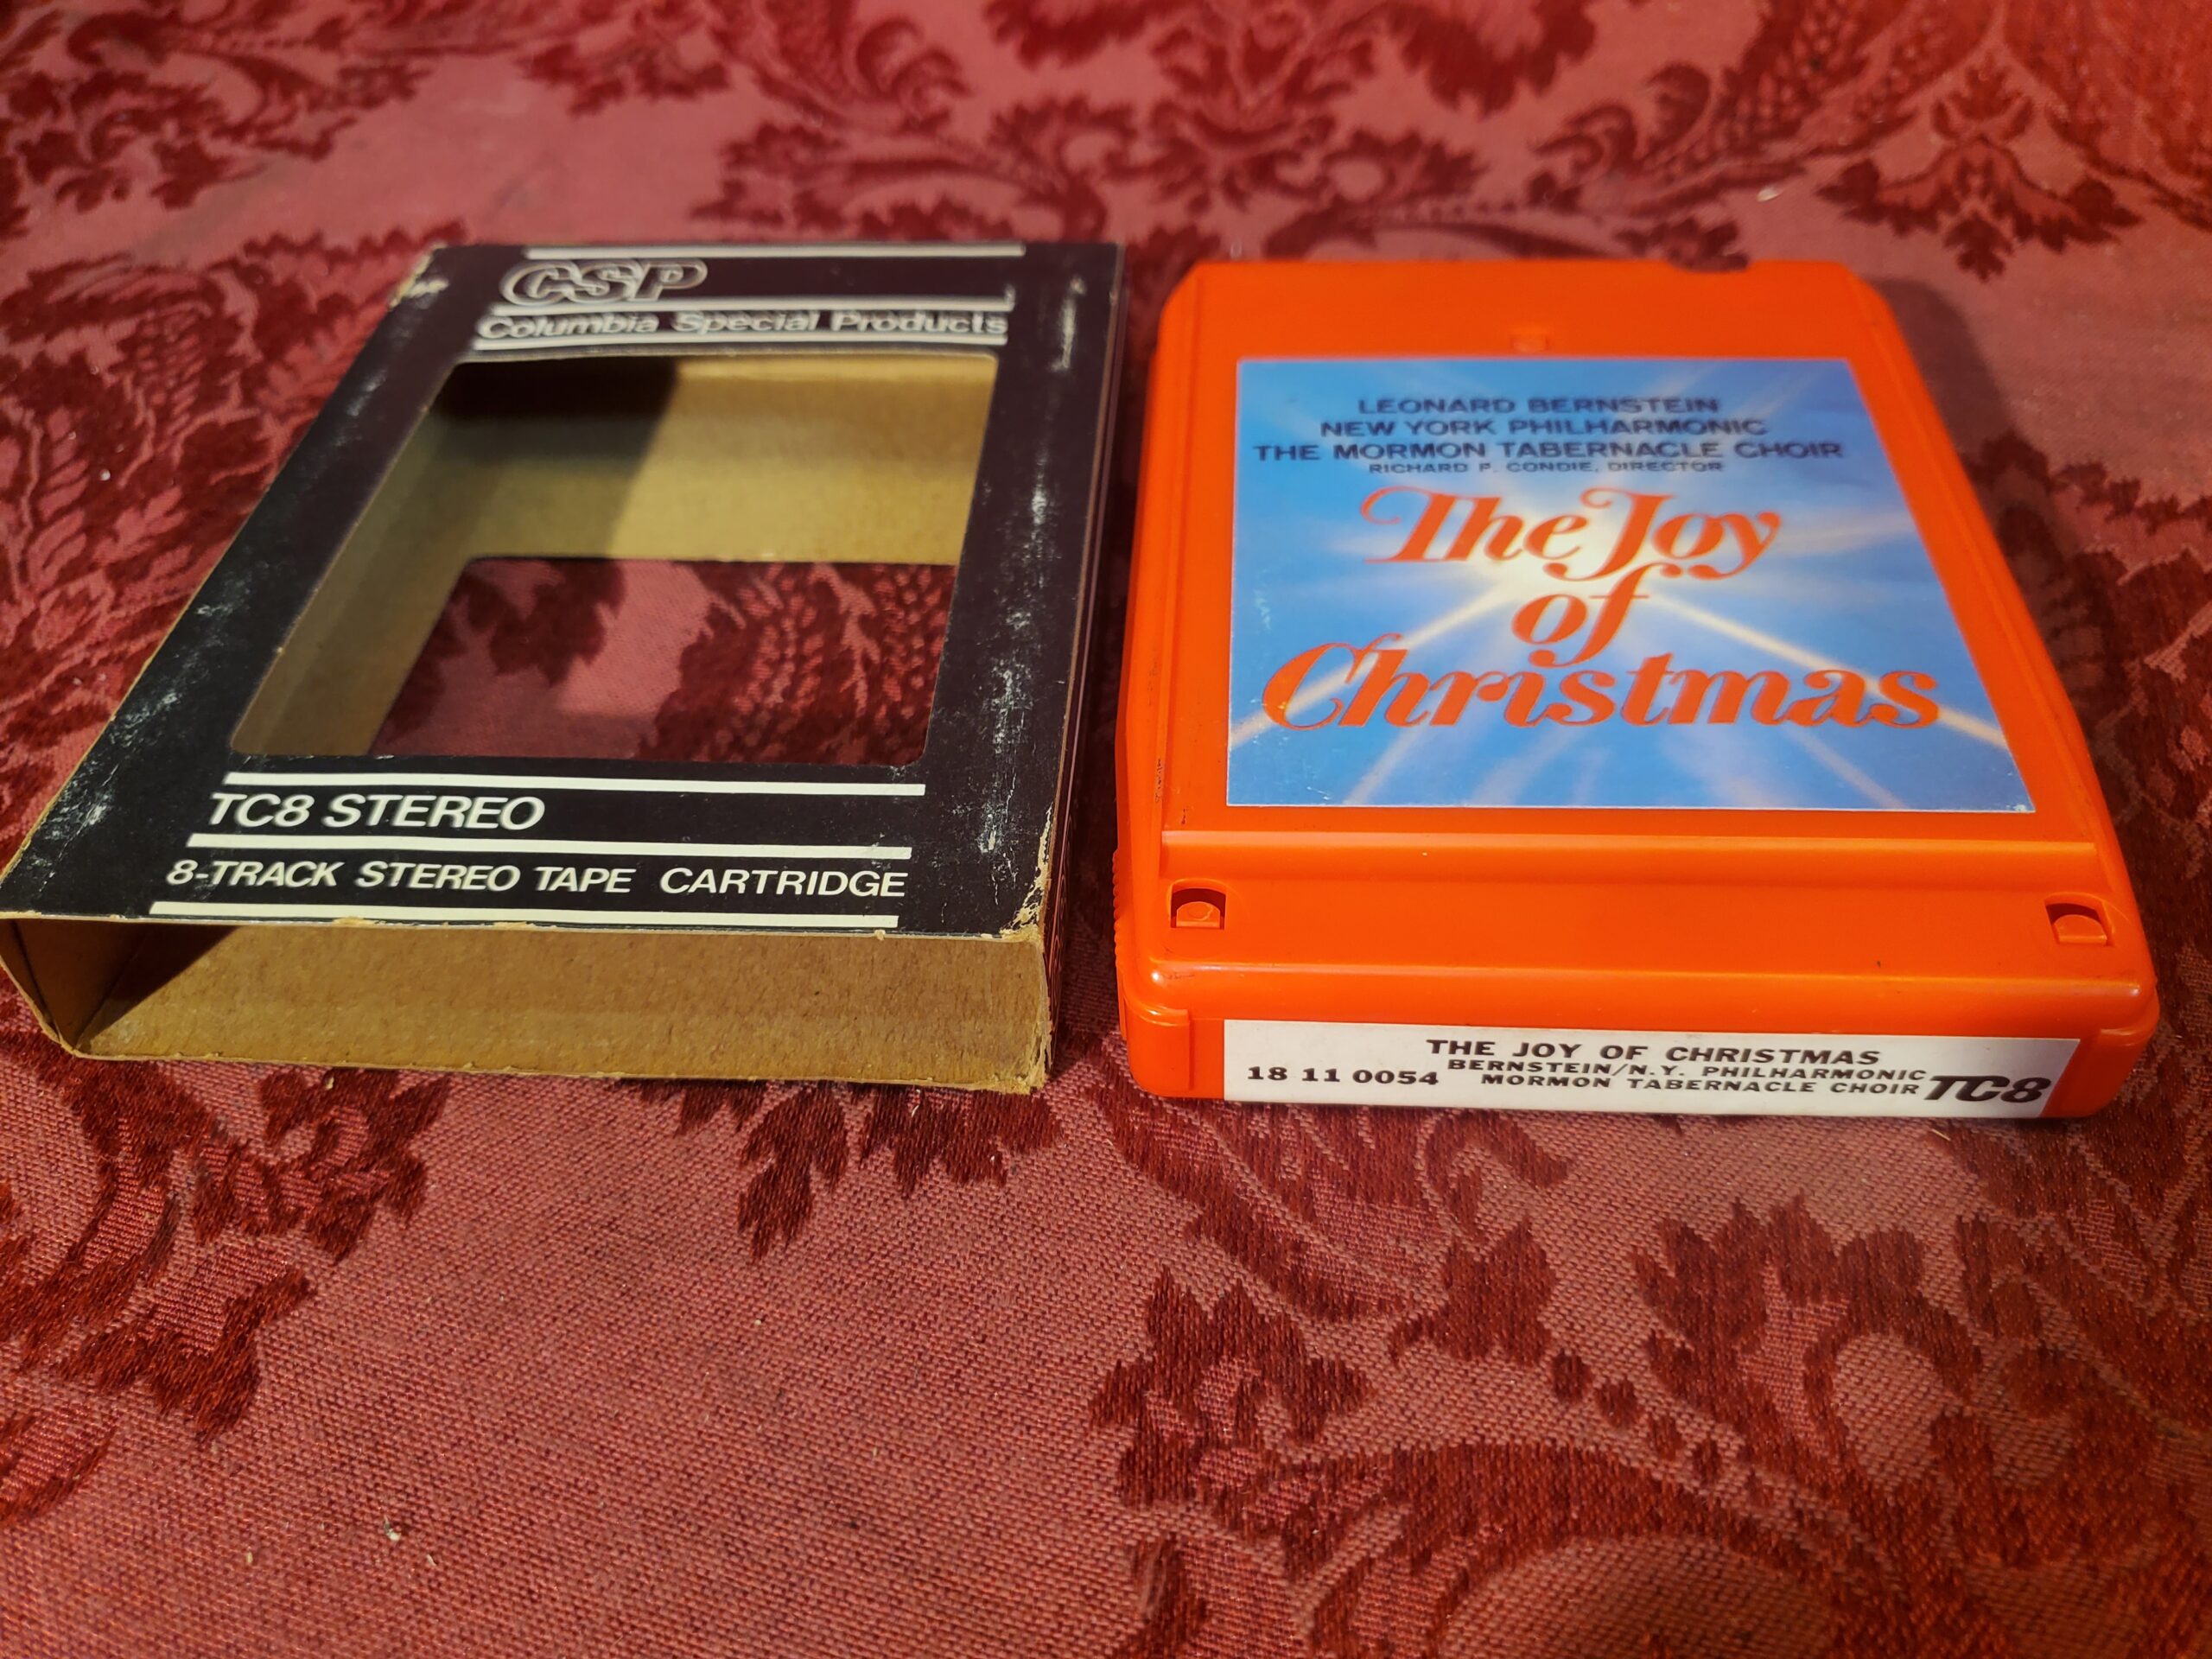 CSP
Columbia Special Products
TC8 STEREO
8-TRACK STEREO TAPE CARTRIDGE
LEONARD BERNSTEIN
NEW YORK PHILHARMONIC
THE MORMON TABERNACLE CHOIR
RICHARD P. CONDIE, DIRECTOR
The Joy
of
Christmas
THE JOY OF CHRISTMAS
18 11 0054 BERNSTEIN/N.Y. PHILHARMONIC
MORMON TABERNACLE CHOIR TC8